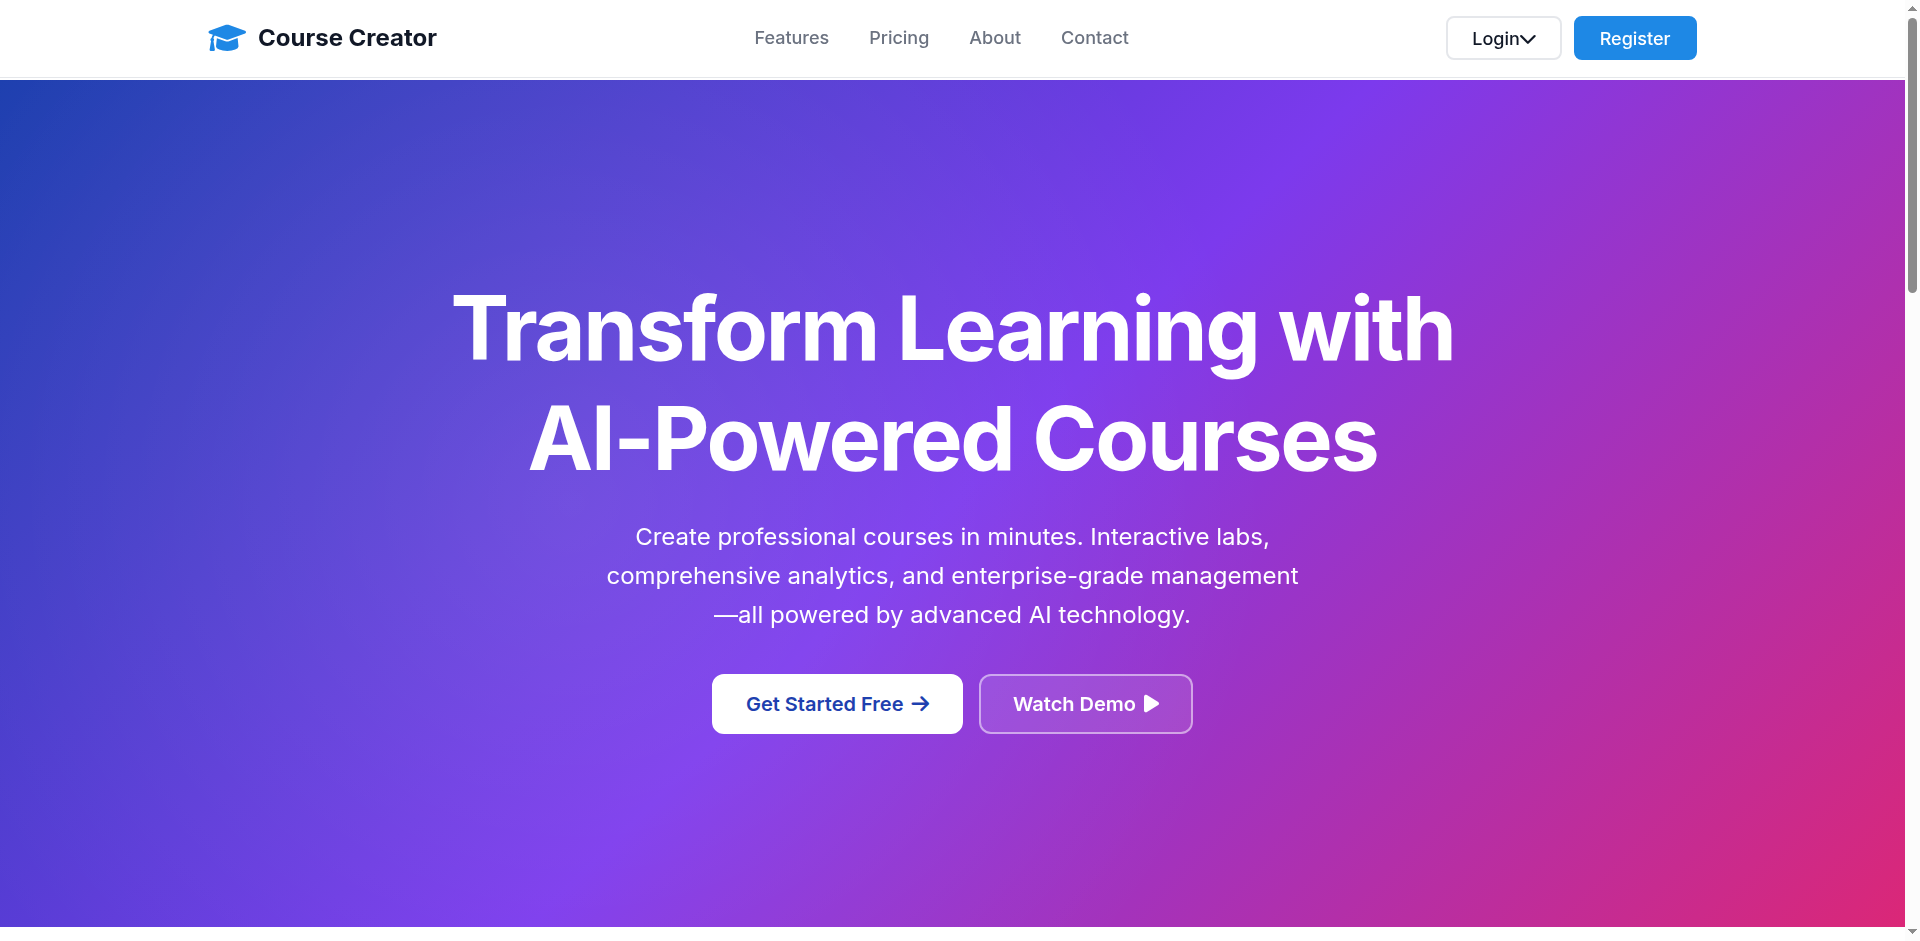 Course Creator
Features
Pricing
About
Contact
Login
Register
Transform Learning with
AI-Powered Courses
Create professional courses in minutes. Interactive labs,
comprehensive analytics, and enterprise-grade management
—all powered by advanced AI technology.
Get Started Free
Watch Demo